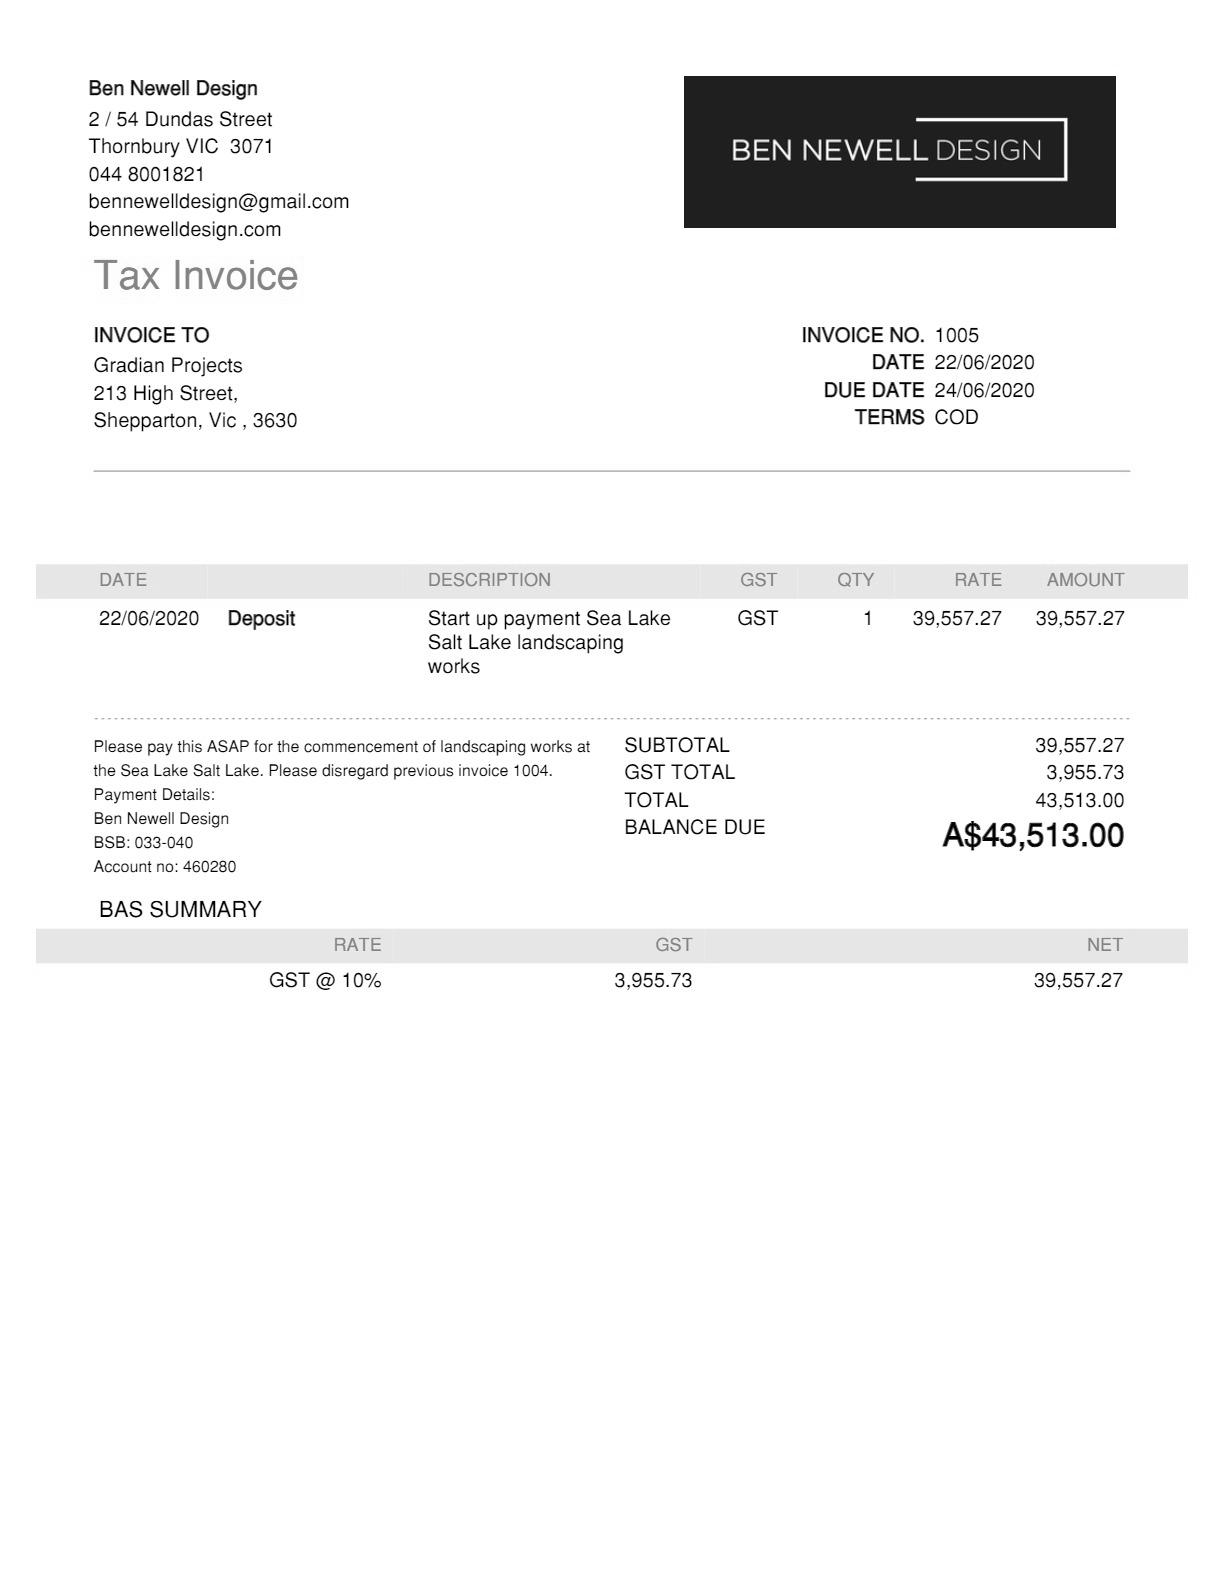 Ben Newell Design
2 / 54 Dundas Street
Thornbury VIC  3071
044 8001821
bennewelldesign@gmail.com
bennewelldesign.com
BEN NEWELL DESIGN
Tax Invoice
INVOICE TO
Gradian Projects
213 High Street,
Shepparton, Vic , 3630
INVOICE NO. 1005
DATE 22/06/2020
DUE DATE 24/06/2020
TERMS COD
DATE DESCRIPTION GST QTY RATE AMOUNT
22/06/2020 Deposit Start up payment Sea Lake GST 1 39,557.27 39,557.27
Salt Lake landscaping
works
Please pay this ASAP for the commencement of landscaping works at
the Sea Lake Salt Lake. Please disregard previous invoice 1004.
Payment Details:
Ben Newell Design
BSB: 033-040
Account no: 460280
SUBTOTAL 39,557.27
GST TOTAL 3,955.73
TOTAL 43,513.00
BALANCE DUE A$43,513.00
BAS SUMMARY
RATE GST NET
GST @ 10% 3,955.73 39,557.27